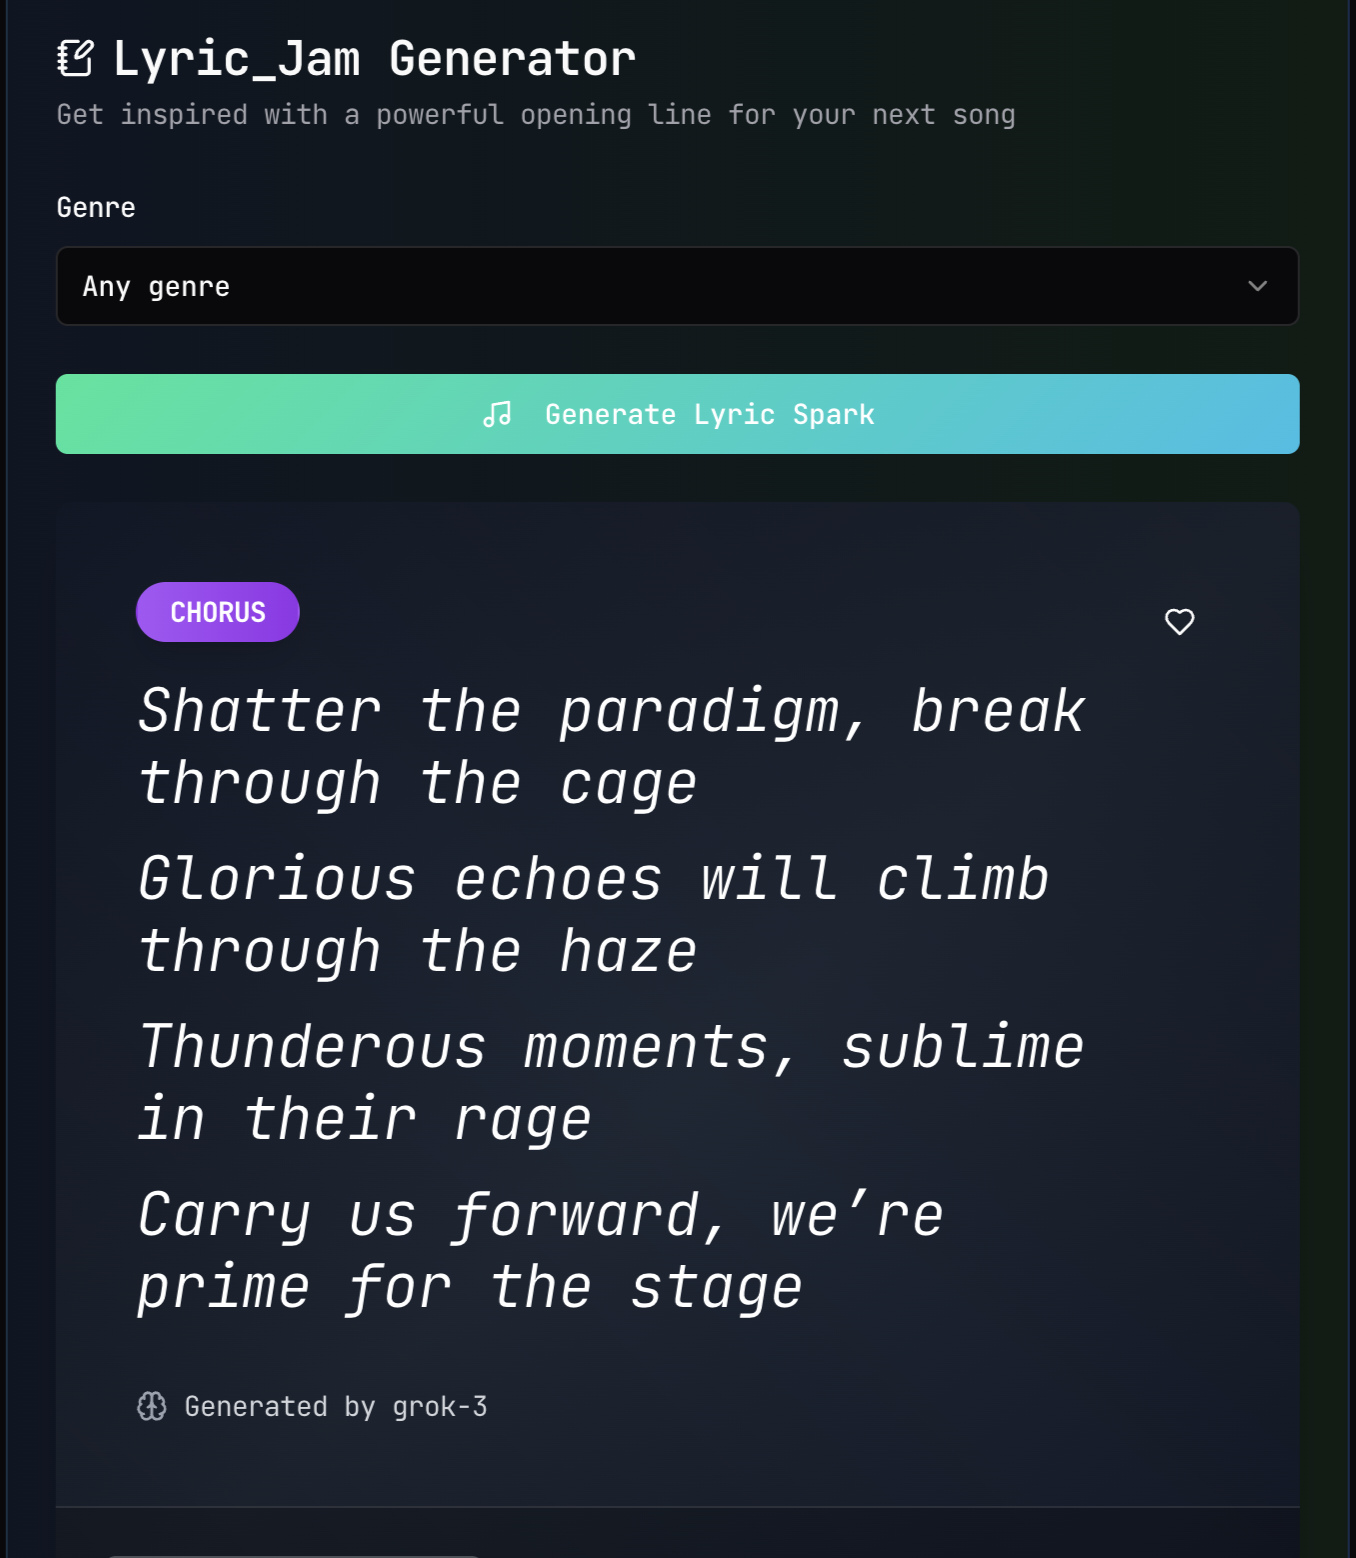 Lyric_Jam Generator
Get inspired with a powerful opening line for your next song
Genre
Any genre
Generate Lyric Spark
CHORUS
Shatter the paradigm, break
through the cage
Glorious echoes will climb
through the haze
Thunderous moments, sublime
in their rage
Carry us forward, we’re
prime for the stage
Generated by grok-3